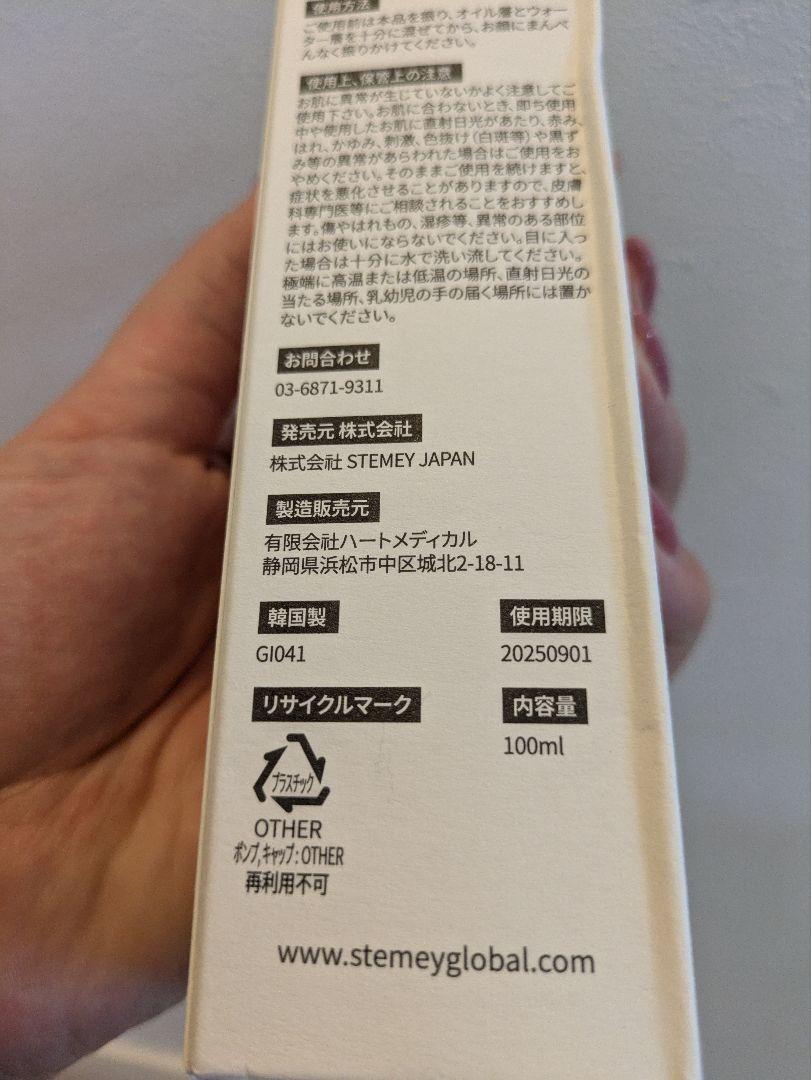 使用方法
ご使用前は本品を振り、オイル層とウォー
ター層を十分に混ぜてから、お顔にまんべ
んなく振りかけてください。
使用上、保管上の注意
お肌に異常が生じていないかよく注意してご
使用下さい。お肌に合わないとき、即ち使用
中や使用したお肌に直射日光があたり、赤み、
はれ、かゆみ、刺激、色抜け（白斑等）や黒ず
み等の異常があらわれた場合はご使用をお
やめください。そのままご使用を続けますと、
症状を悪化させることがありますので、皮膚
科専門医等にご相談されることをおすすめし
ます。傷やはれもの、湿疹等、異常のある部位
にはお使いにならないでください。目に入っ
た場合は十分に水で洗い流してください。
極端に高温または低温の場所、直射日光の
当たる場所、乳幼児の手の届く場所には置か
ないでください。
お問合わせ
03-6871-9311
発売元 株式会社
株式会社 STEMEY JAPAN
製造販売元
有限会社ハートメディカル
静岡県浜松市中区城北2-18-11
韓国製
GI041
使用期限
20250901
リサイクルマーク
プラスチック
OTHER
ポンプ,キャップ: OTHER
再利用不可
内容量
100ml
www.stemeyglobal.com